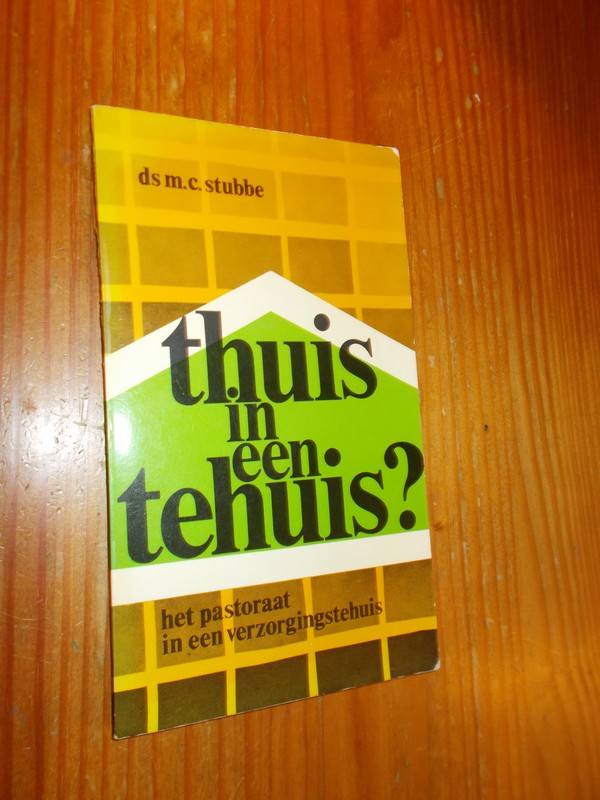 ds m.c. stubbe
thuis
in
een
tehuis?
het pastoraat
in een verzorgingstehuis